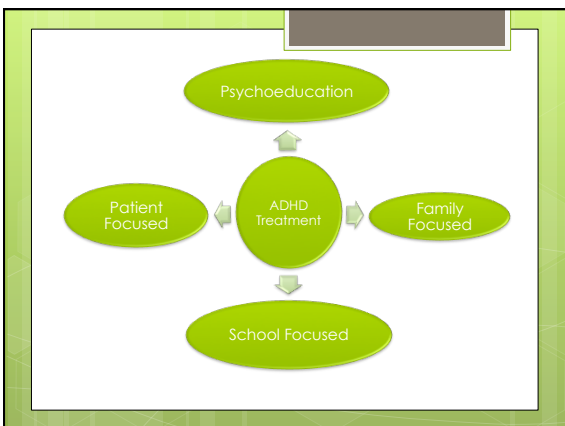 Psychoeducation
Patient
Focused
ADHD
Treatment
Family
Focused
School Focused